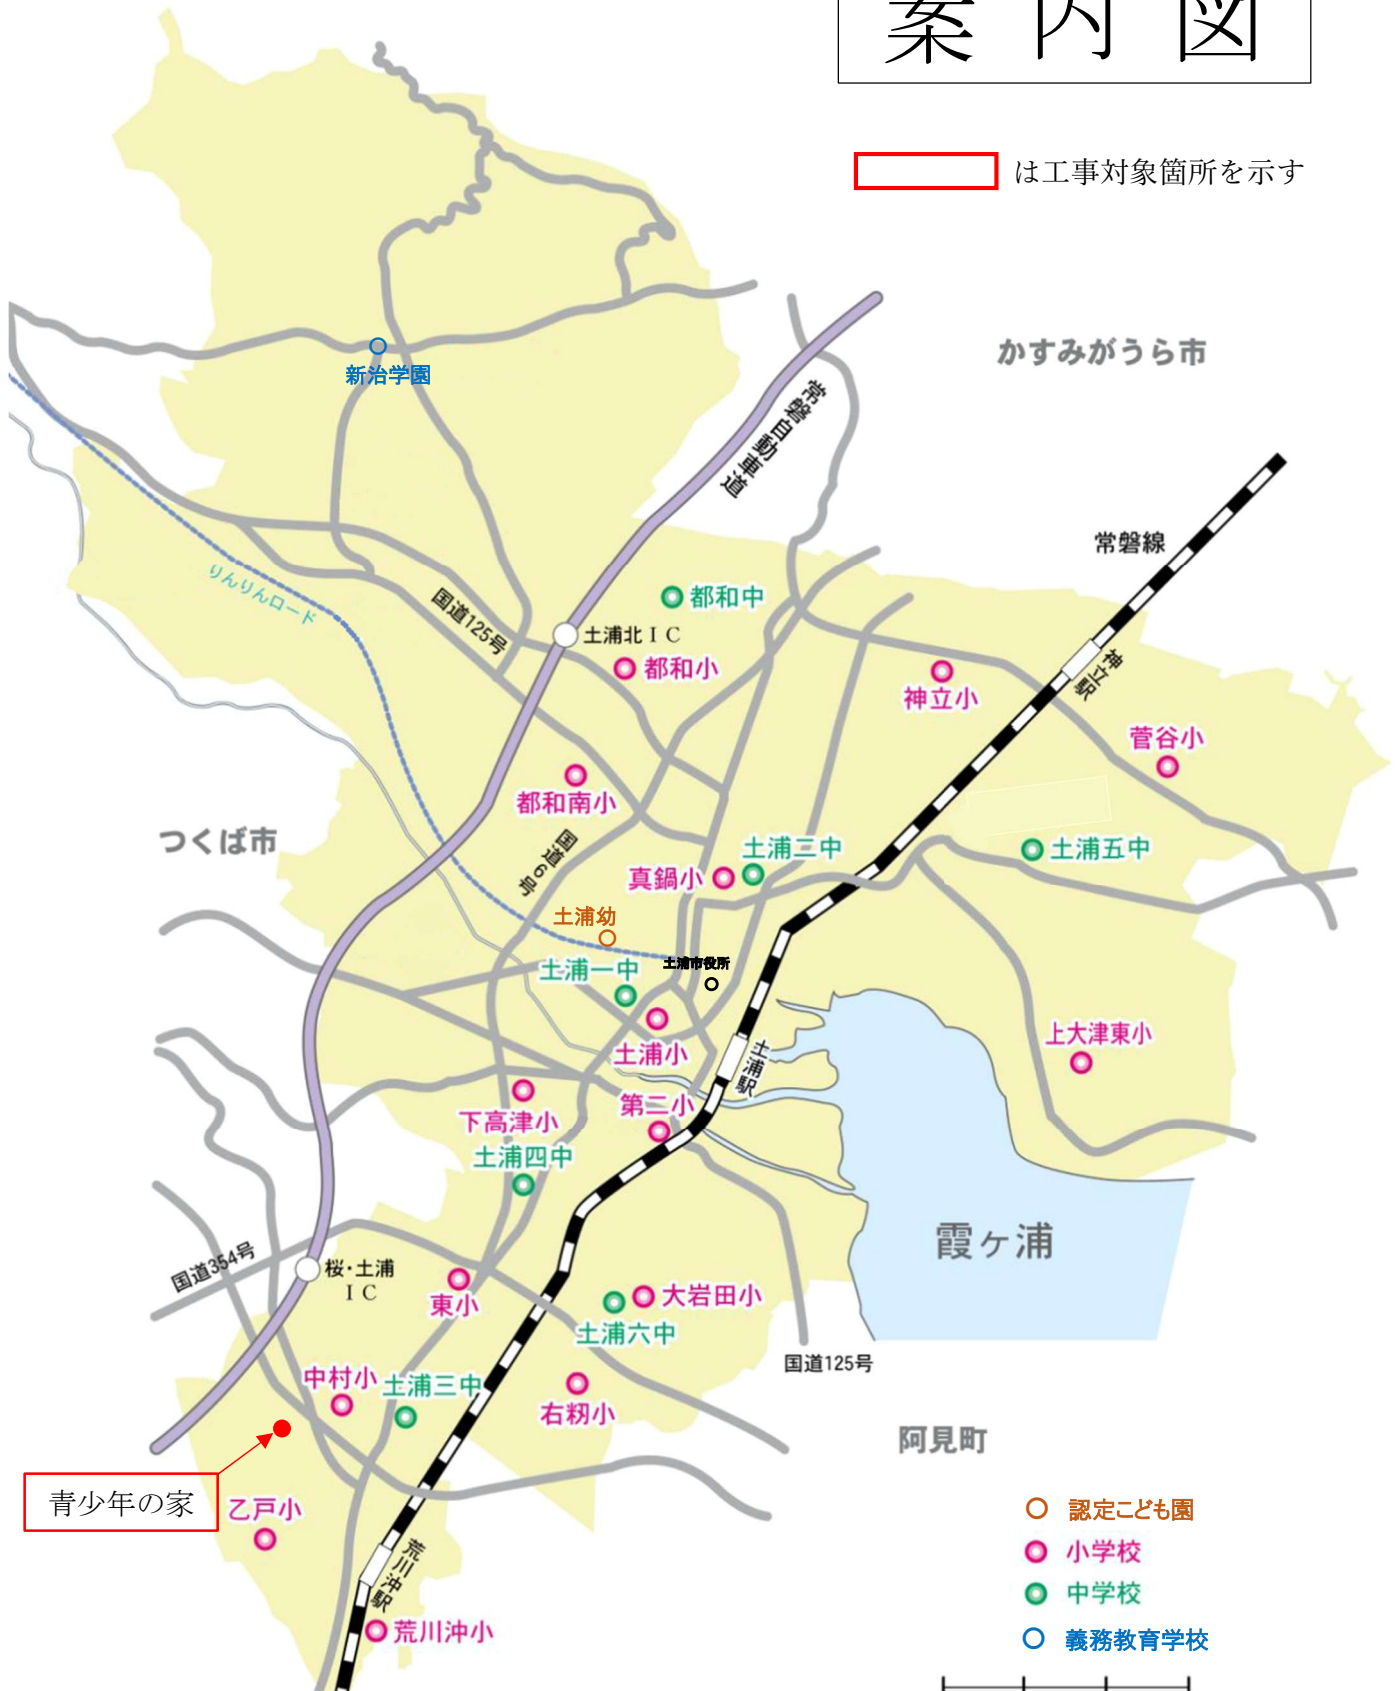 案内図
は工事対象箇所を示す
かすみがうら市
新治学園
常磐自動車道
常磐線
りんりんロード
国道125号
都和中
土浦北IC
都和小
神立駅
神立小
菅谷小
都和南小
つくば市
国道6号
土浦二中
真鍋小
土浦五中
土浦幼
土浦一中
土浦市役所
土浦小
土浦駅
上大津東小
下高津小
第二小
土浦四中
霞ヶ浦
国道354号
桜・土浦
IC
東小
大岩田小
土浦六中
国道125号
中村小
土浦三中
右籾小
阿見町
青少年の家
乙戸小
荒川沖駅
荒川沖小
認定こども園
小学校
中学校
義務教育学校